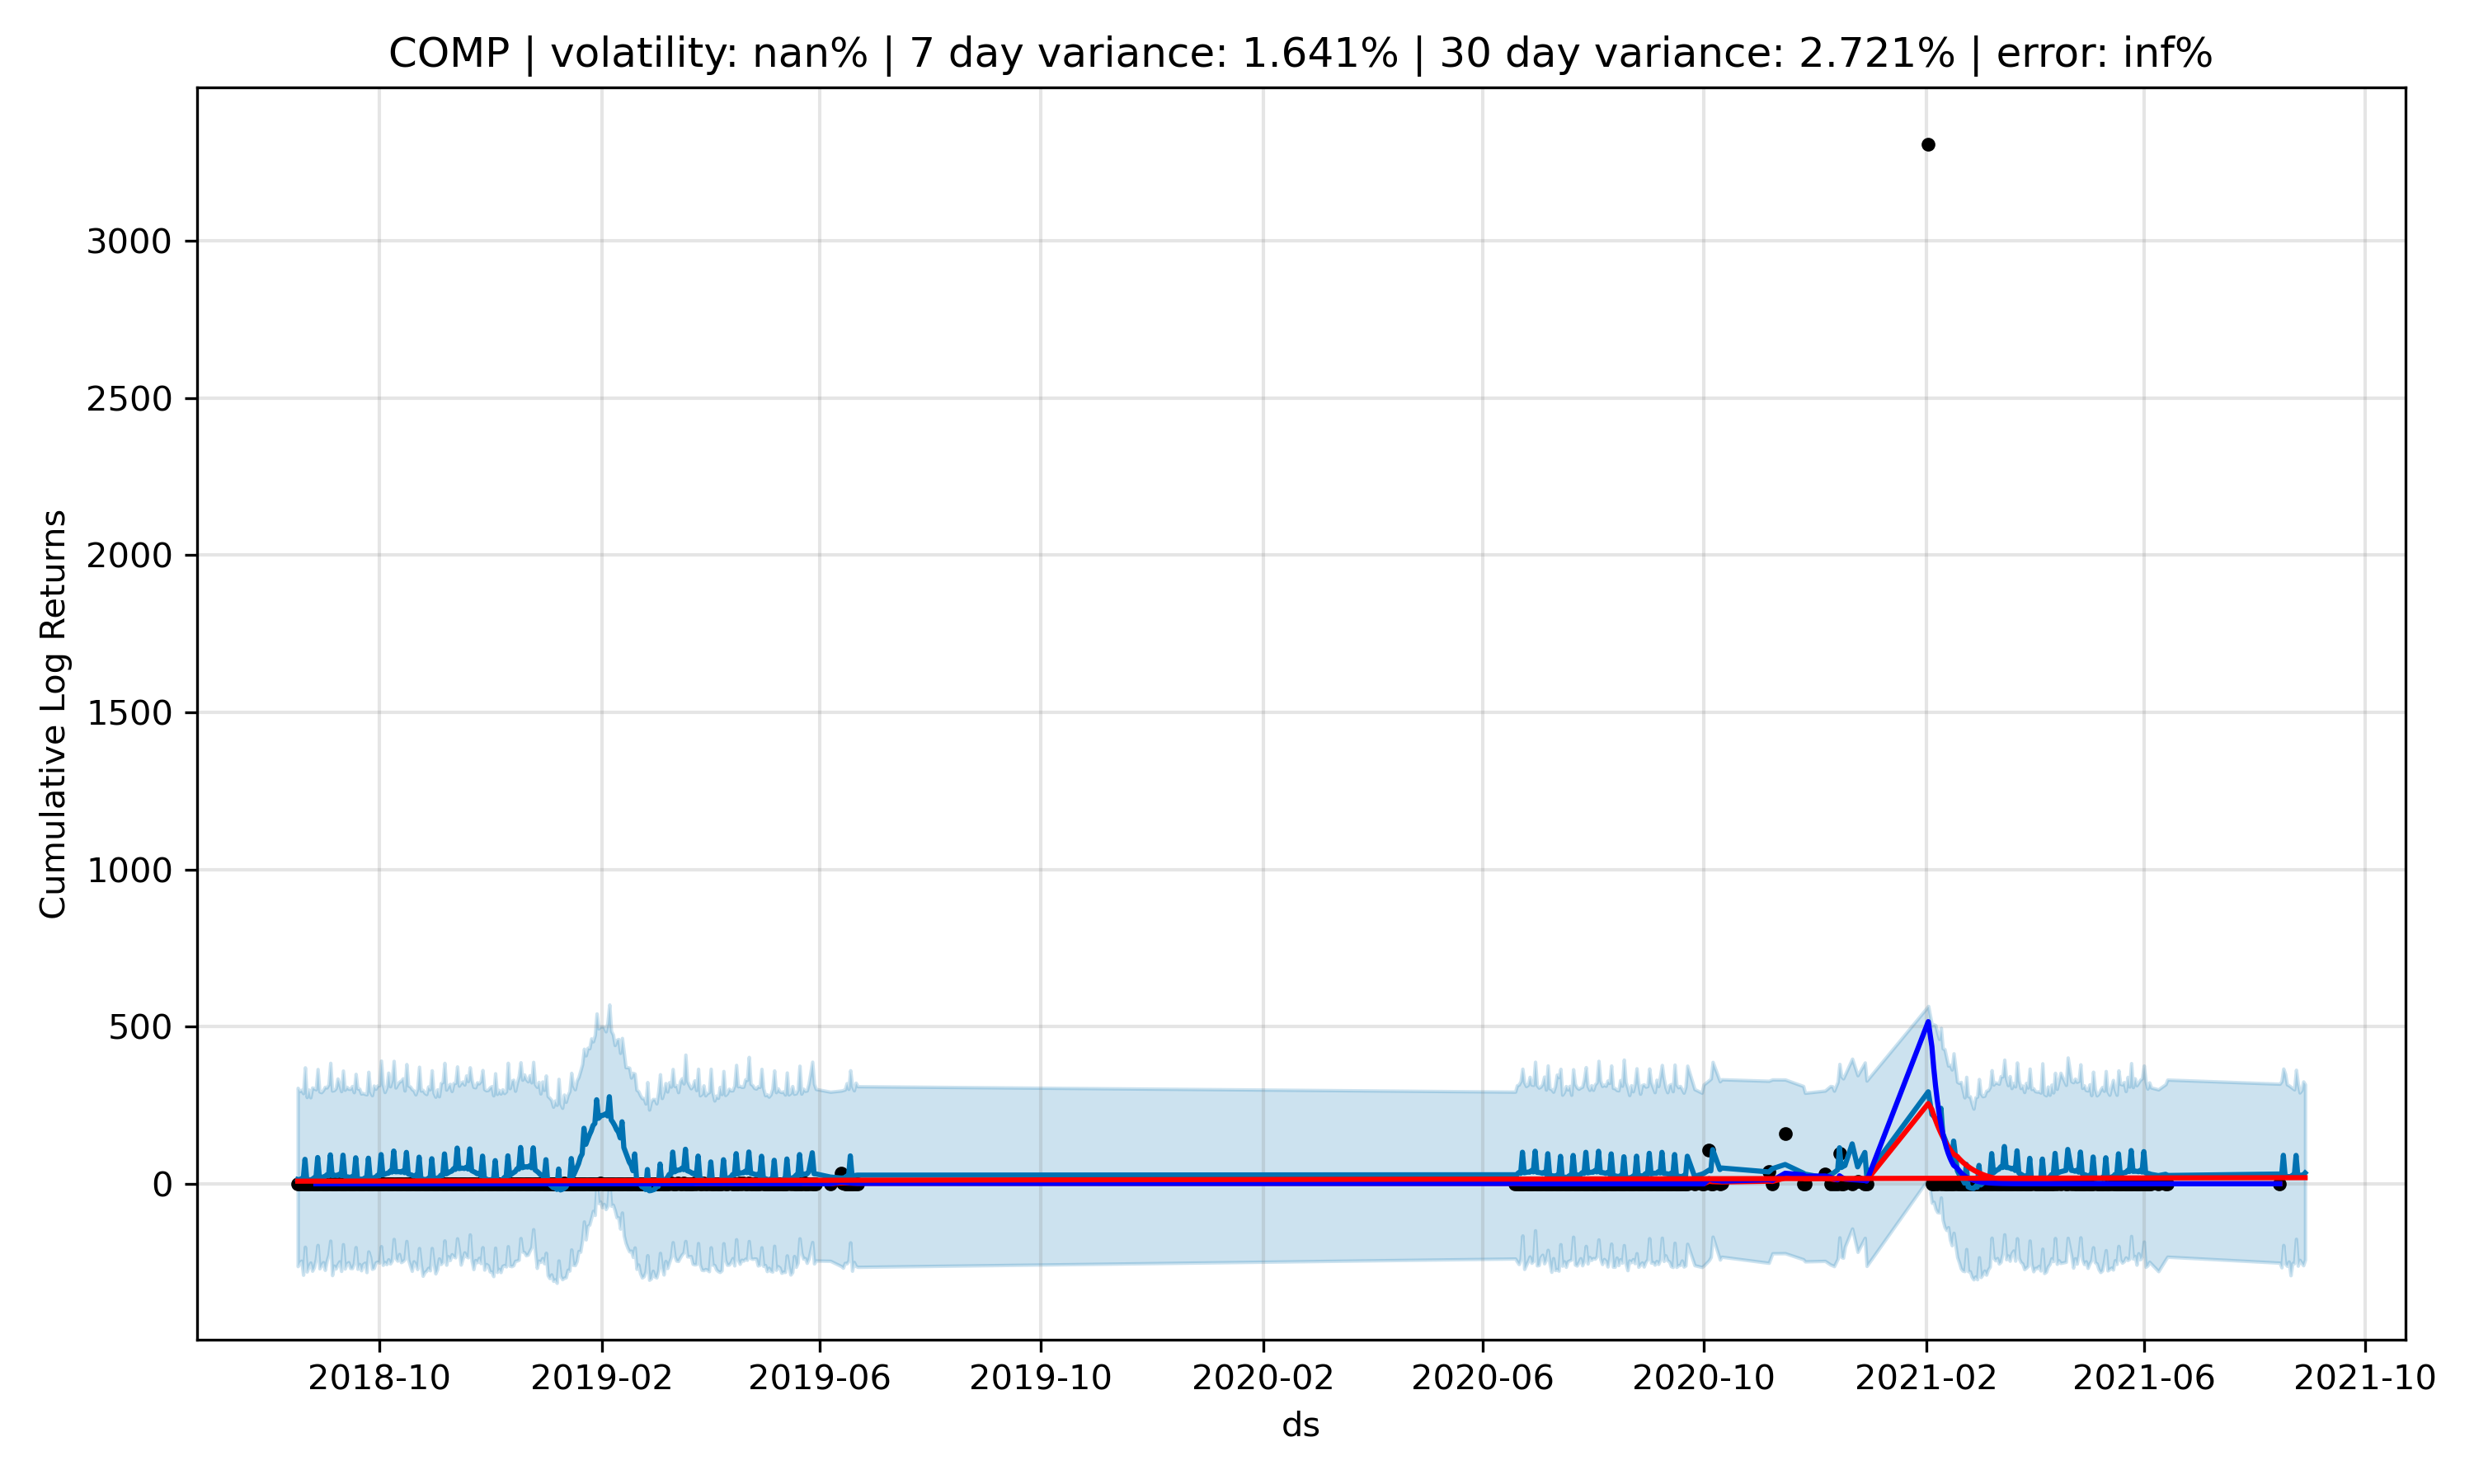 COMP | volatility: nan% | 7 day variance: 1.641% | 30 day variance: 2.721% | error: inf%
Cumulative Log Returns
3000
2500
2000
1500
1000
500
0
2018-10 2019-02 2019-06 2019-10 2020-02 2020-06 2020-10 2021-02 2021-06 2021-10
ds